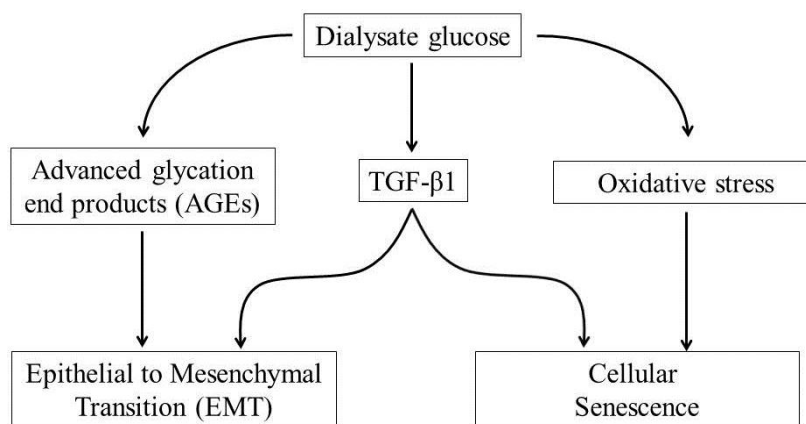 Dialysate glucose
Advanced glycation
end products (AGEs)
TGF-β1
Oxidative stress
Epithelial to Mesenchymal
Transition (EMT)
Cellular
Senescence